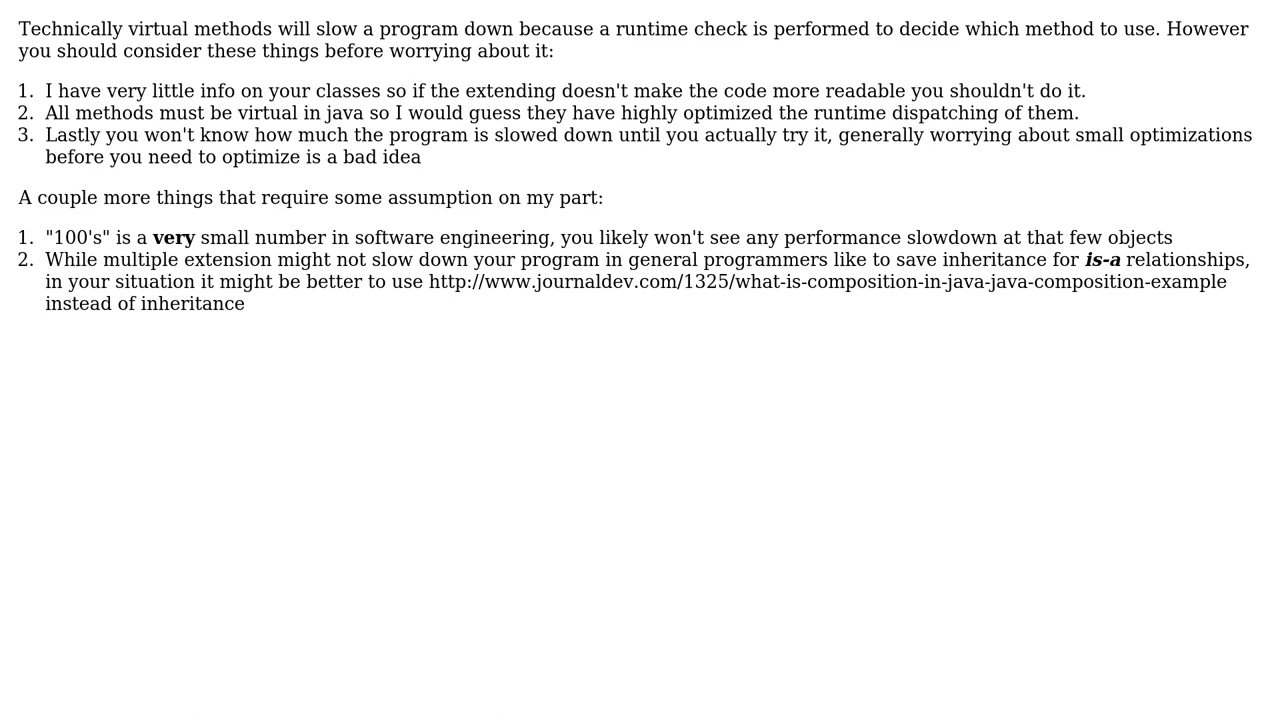 Technically virtual methods will slow a program down because a runtime check is performed to decide which method to use. However
you should consider these things before worrying about it:
1. I have very little info on your classes so if the extending doesn't make the code more readable you shouldn't do it.
2. All methods must be virtual in java so I would guess they have highly optimized the runtime dispatching of them.
3. Lastly you won't know how much the program is slowed down until you actually try it, generally worrying about small optimizations
before you need to optimize is a bad idea
A couple more things that require some assumption on my part:
1. "100's" is a very small number in software engineering, you likely won't see any performance slowdown at that few objects
2. While multiple extension might not slow down your program in general programmers like to save inheritance for is-a relationships,
in your situation it might be better to use http://www.journaldev.com/1325/what-is-composition-in-java-java-composition-example
instead of inheritance